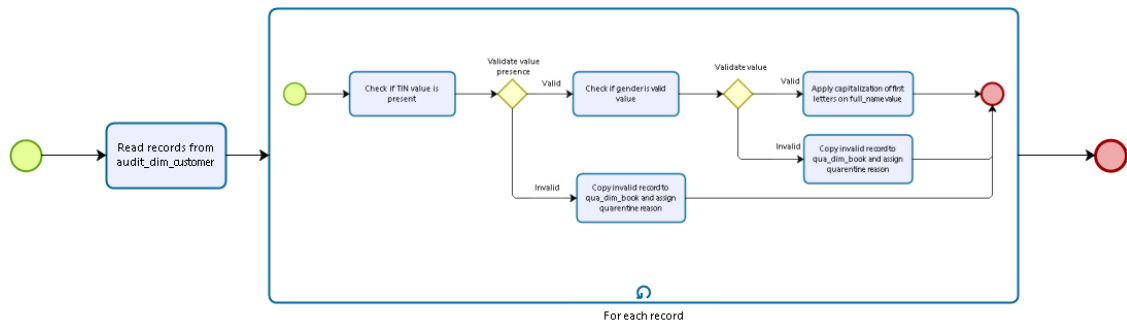 Read records from
audit_dim_customer
Check if TIN value is
present
Validate value
presence
Valid
Check if gender is valid
value
Validate value
Valid
Apply capitalization of first
letters on full_namevalue
Invalid
Copy invalid record to
qua_dim_book and assign
quarentine reason
Invalid
Copy invalid record to
qua_dim_book and assign
quarentine reason
For each record